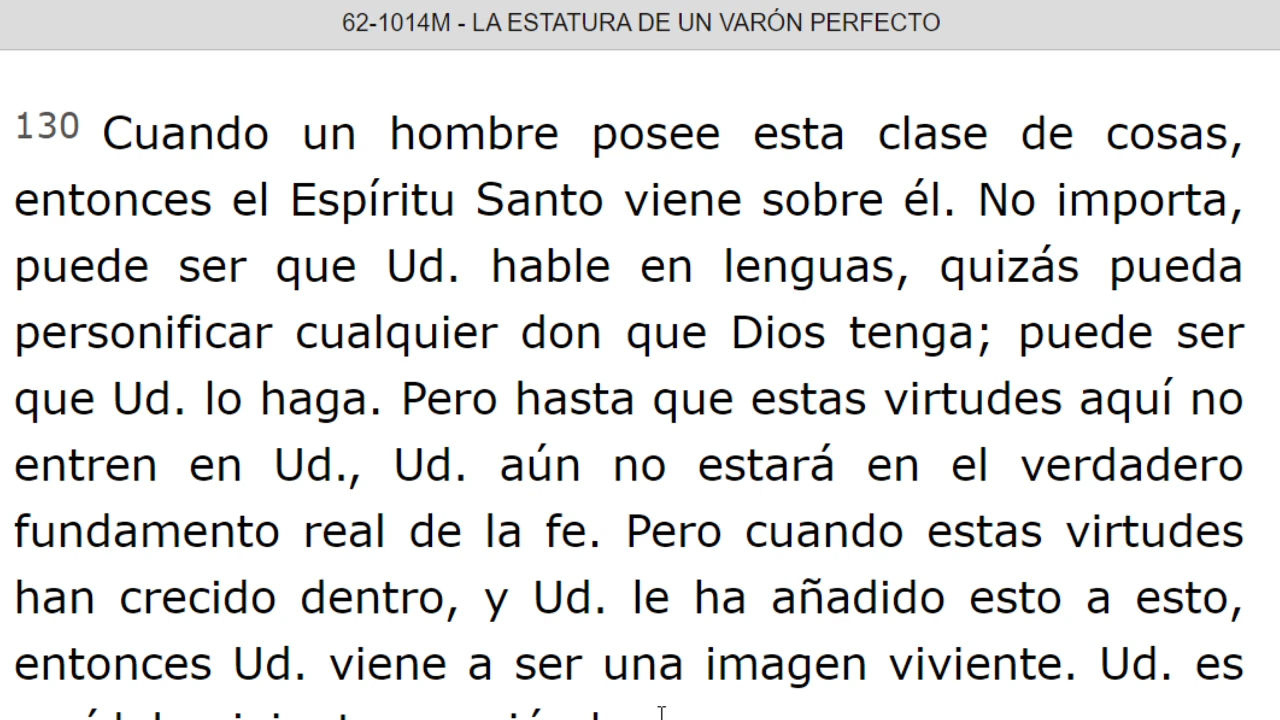 62-1014M - LA ESTATURA DE UN VARÓN PERFECTO
130 Cuando un hombre posee esta clase de cosas,
entonces el Espíritu Santo viene sobre él. No importa,
puede ser que Ud. hable en lenguas, quizás pueda
personificar cualquier don que Dios tenga; puede ser
que Ud. lo haga. Pero hasta que estas virtudes aquí no
entren en Ud., Ud. aún no estará en el verdadero
fundamento real de la fe. Pero cuando estas virtudes
han crecido dentro, y Ud. le ha añadido esto a esto,
entonces Ud. viene a ser una imagen viviente. Ud. es